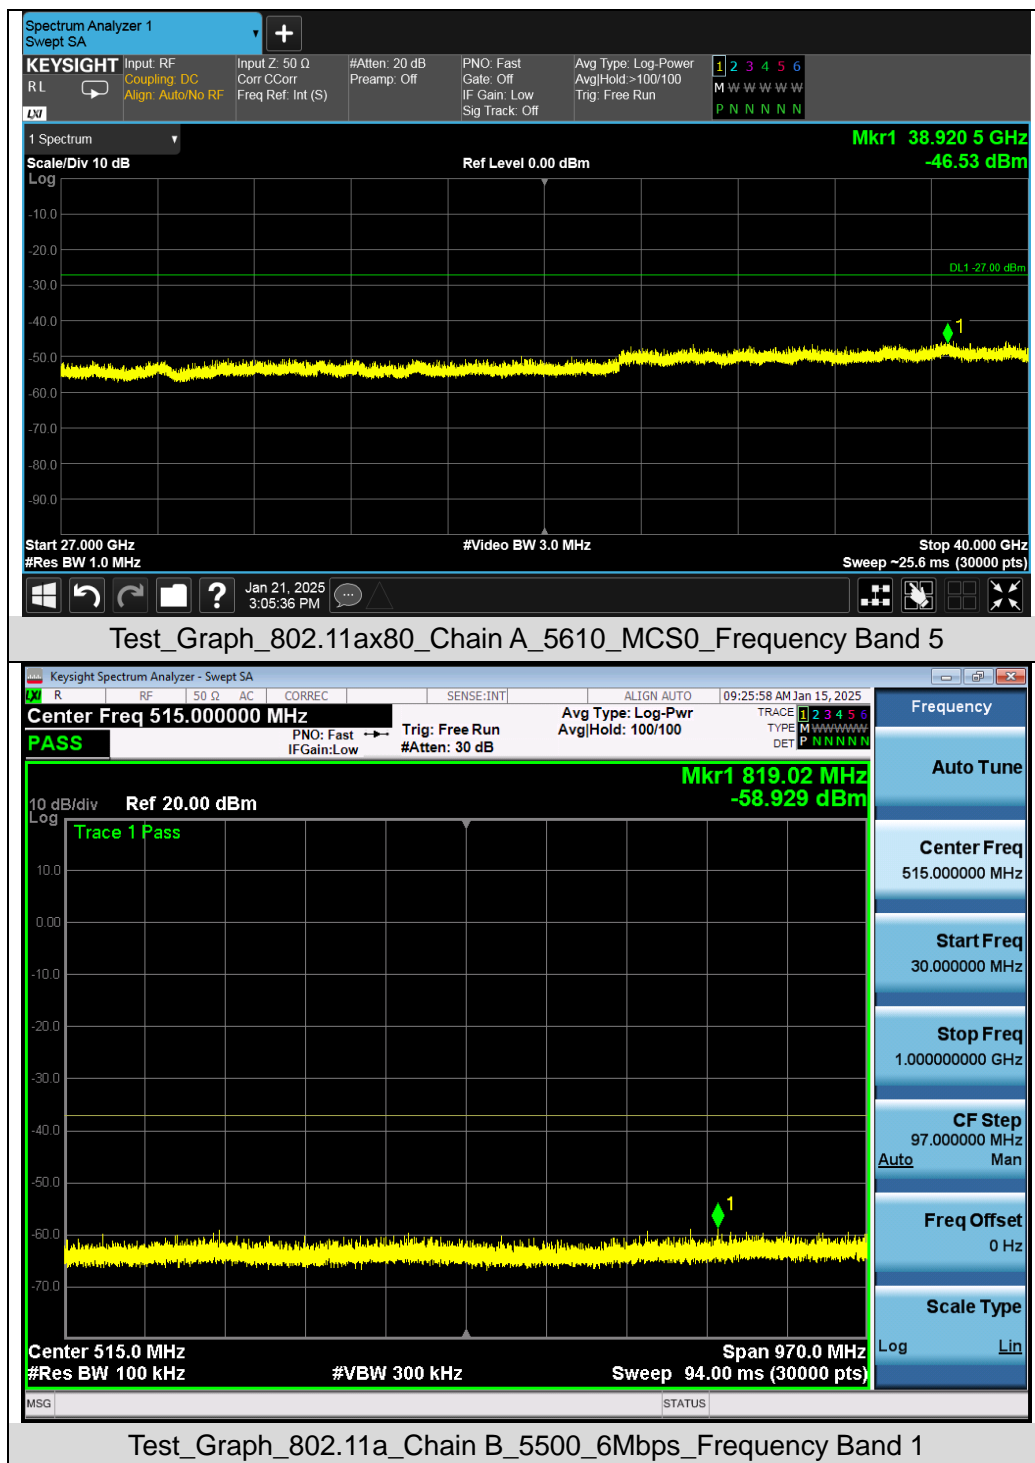 Spectrum Analyzer 1
Swept SA
KEYSIGHT
RL
LXI
Input: RF
Coupling: DC
Align: Auto/No RF
Input Z: 50 Ω
Corr CCorr
Freq Ref: Int (S)
#Atten: 20 dB
Preamp: Off
PNO: Fast
Gate: Off
IF Gain: Low
Sig Track: Off
Avg Type: Log-Power
Avg|Hold:>100/100
Trig: Free Run
1 2 3 4 5 6
M W W W W W
P N N N N N
1 Spectrum
Mkr1 38.920 5 GHz
Scale/Div 10 dB
Ref Level 0.00 dBm
-46.53 dBm
Log
-10.0
-20.0
DL1 -27.00 dBm
-30.0
-40.0
1
-50.0
-60.0
-70.0
-80.0
-90.0
Start 27.000 GHz
#Video BW 3.0 MHz
Stop 40.000 GHz
#Res BW 1.0 MHz
Sweep ~25.6 ms (30000 pts)
?
Jan 21, 2025
3:05:36 PM
Test_Graph_802.11ax80_Chain A_5610_MCS0_Frequency Band 5
Keysight Spectrum Analyzer - Swept SA
LXI R RF 50 Ω AC CORREC SENSE:INT ALIGN AUTO 09:25:58 AM Jan 15, 2025
Center Freq 515.000000 MHz
PASS
PNO: Fast
IFGain:Low
Trig: Free Run
#Atten: 30 dB
Avg Type: Log-Pwr
Avg|Hold: 100/100
TRACE 1 2 3 4 5 6
TYPE M W W W W W
DET P N N N N N
Mkr1 819.02 MHz
-58.929 dBm
10 dB/div
Ref 20.00 dBm
Log
Trace 1 Pass
10.0
0.00
-10.0
-20.0
-30.0
-40.0
-50.0
1
-60.0
-70.0
Center 515.0 MHz
Span 970.0 MHz
#Res BW 100 kHz
#VBW 300 kHz
Sweep 94.00 ms (30000 pts)
MSG
STATUS
Frequency
Auto Tune
Center Freq
515.000000 MHz
Start Freq
30.000000 MHz
Stop Freq
1.000000000 GHz
CF Step
97.000000 MHz
Auto Man
Freq Offset
0 Hz
Scale Type
Log Lin
Test_Graph_802.11a_Chain B_5500_6Mbps_Frequency Band 1